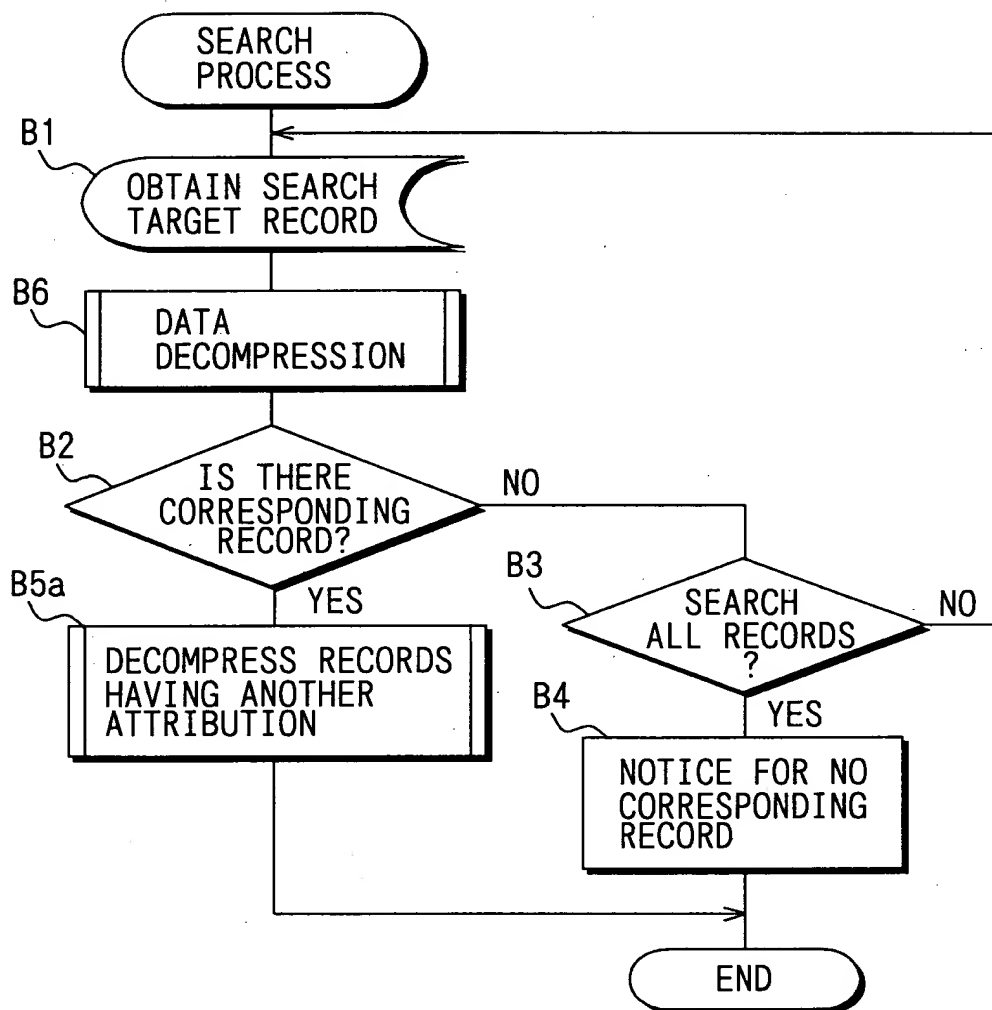 SEARCH
PROCESS
B1
OBTAIN SEARCH
TARGET RECORD
B6
DATA
DECOMPRESSION
B2
IS THERE
CORRESPONDING
RECORD?
NO
YES
B5a
DECOMPRESS RECORDS
HAVING ANOTHER
ATTRIBUTION
B3
SEARCH
ALL RECORDS
?
NO
YES
B4
NOTICE FOR NO
CORRESPONDING
RECORD
END